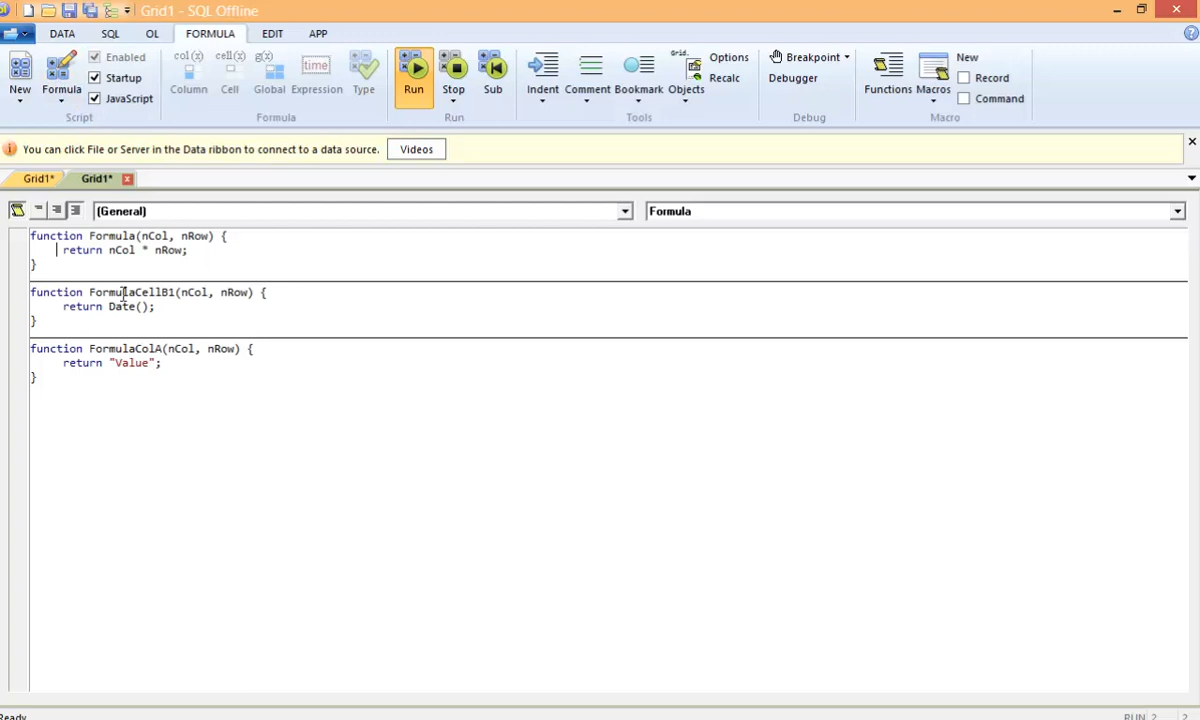 Grid1 - SQL Offline
DATA SQL OL FORMULA EDIT APP
New
Formula
Enabled
Startup
JavaScript
Script
col(x) cell(x) g(x) time
Column Cell Global Expression Type
Formula
Run Stop Sub
Run
Indent Comment Bookmark Objects
Grid.
Options
Recalc
Tools
Breakpoint
Debugger
Debug
Functions Macros
New
Record
Command
Macro
You can click File or Server in the Data ribbon to connect to a data source. Videos
Grid1* Grid1*
(General) Formula
function Formula(nCol, nRow) {
return nCol * nRow;
}
function FormulaCellB1(nCol, nRow) {
return Date();
}
function FormulaColA(nCol, nRow) {
return "Value";
}
Ready RUN 2 2